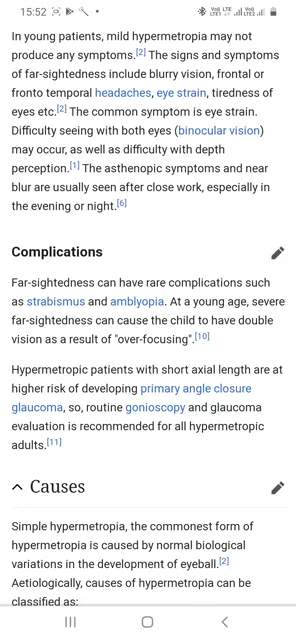 15:52
VoB LTE LTE1 VoB LTE2
In young patients, mild hypermetropia may not
produce any symptoms.[2] The signs and symptoms
of far-sightedness include blurry vision, frontal or
fronto temporal headaches, eye strain, tiredness of
eyes etc.[2] The common symptom is eye strain.
Difficulty seeing with both eyes (binocular vision)
may occur, as well as difficulty with depth
perception.[1] The asthenopic symptoms and near
blur are usually seen after close work, especially in
the evening or night.[6]
Complications
Far-sightedness can have rare complications such
as strabismus and amblyopia. At a young age, severe
far-sightedness can cause the child to have double
vision as a result of "over-focusing".[10]
Hypermetropic patients with short axial length are at
higher risk of developing primary angle closure
glaucoma, so, routine gonioscopy and glaucoma
evaluation is recommended for all hypermetropic
adults.[11]
Causes
Simple hypermetropia, the commonest form of
hypermetropia is caused by normal biological
variations in the development of eyeball.[2]
Aetiologically, causes of hypermetropia can be
classified as: